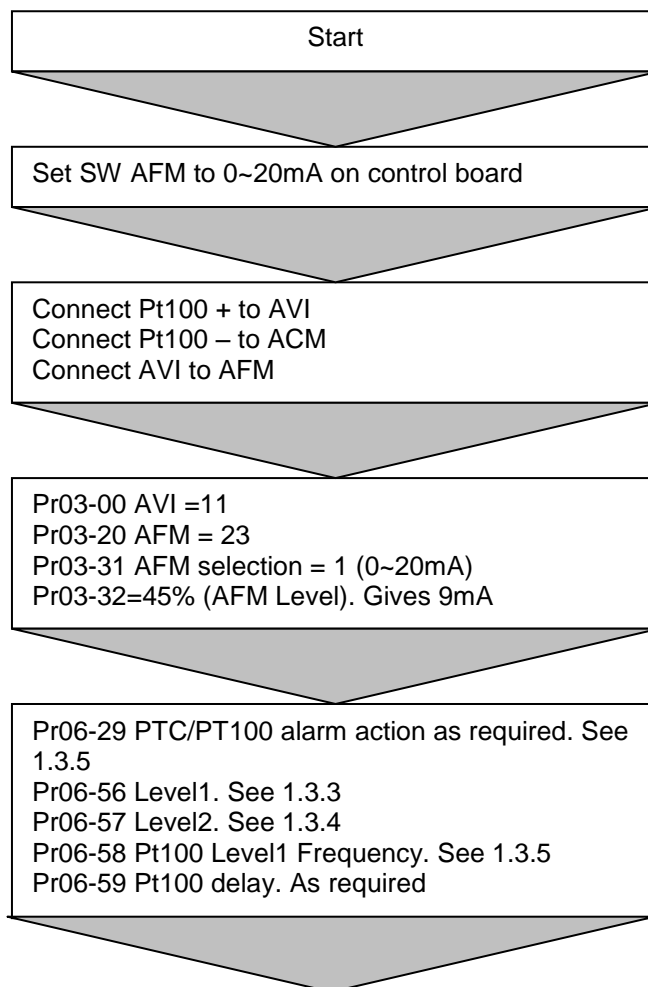 Start
Set SW AFM to 0~20mA on control board
Connect Pt100 + to AVI
Connect Pt100 – to ACM
Connect AVI to AFM
Pr03-00 AVI =11
Pr03-20 AFM = 23
Pr03-31 AFM selection = 1 (0~20mA)
Pr03-32=45% (AFM Level). Gives 9mA
Pr06-29 PTC/PT100 alarm action as required. See
1.3.5
Pr06-56 Level1. See 1.3.3
Pr06-57 Level2. See 1.3.4
Pr06-58 Pt100 Level1 Frequency. See 1.3.5
Pr06-59 Pt100 delay. As required